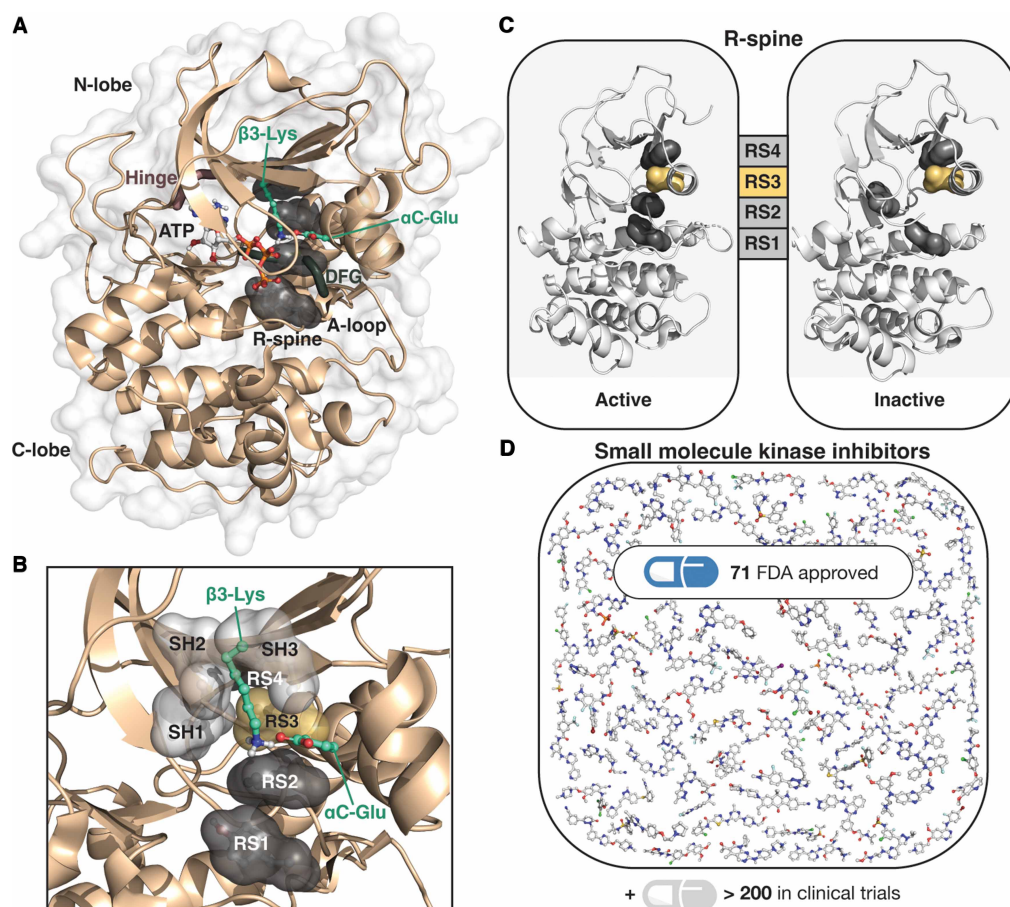 A
N-lobe
β3-Lys
Hinge
αC-Glu
ATP
DFG
A-loop
R-spine
C-lobe
B
β3-Lys
SH2
SH3
RS4
SH1
RS3
RS2
αC-Glu
RS1
C
R-spine
RS4
RS3
RS2
RS1
Active
Inactive
D
Small molecule kinase inhibitors
71 FDA approved
+ > 200 in clinical trials